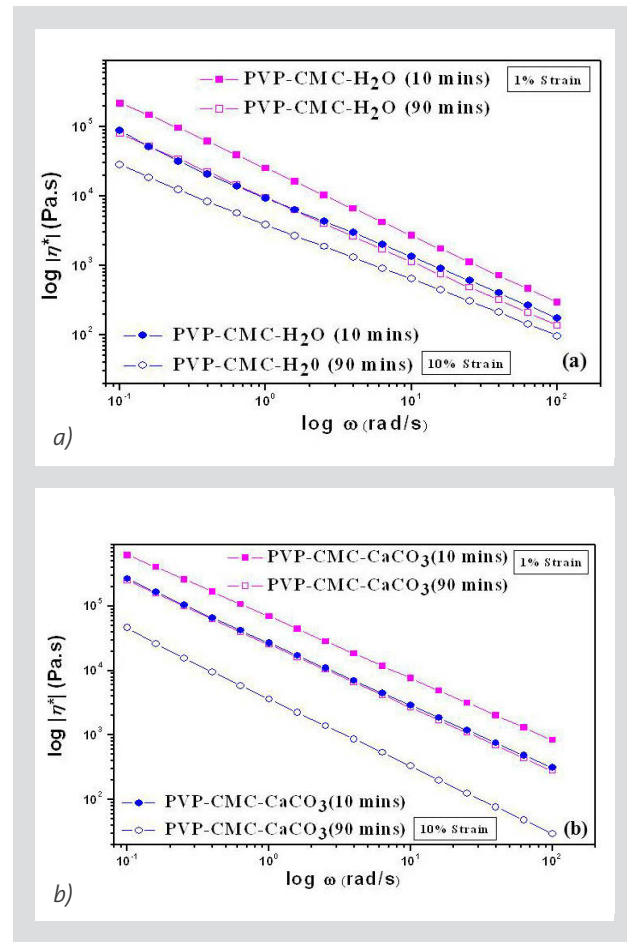 PVP-CMC-H2O (10 mins) 1% Strain
PVP-CMC-H2O (90 mins)
10^5
10^4
10^3
10^2
log |η*| (Pa.s)
PVP-CMC-H2O (10 mins)
PVP-CMC-H20 (90 mins) 10% Strain
(a)
10^-1 10^0 10^1 10^2
log ω (rad/s)
a)
PVP-CMC-CaCO3(10 mins) 1% Strain
PVP-CMC-CaCO3(90 mins)
10^5
10^4
10^3
10^2
log |η*| (Pa.s)
PVP-CMC-CaCO3(10 mins)
PVP-CMC-CaCO3(90 mins) 10% Strain
(b)
10^-1 10^0 10^1 10^2
log ω (rad/s)
b)